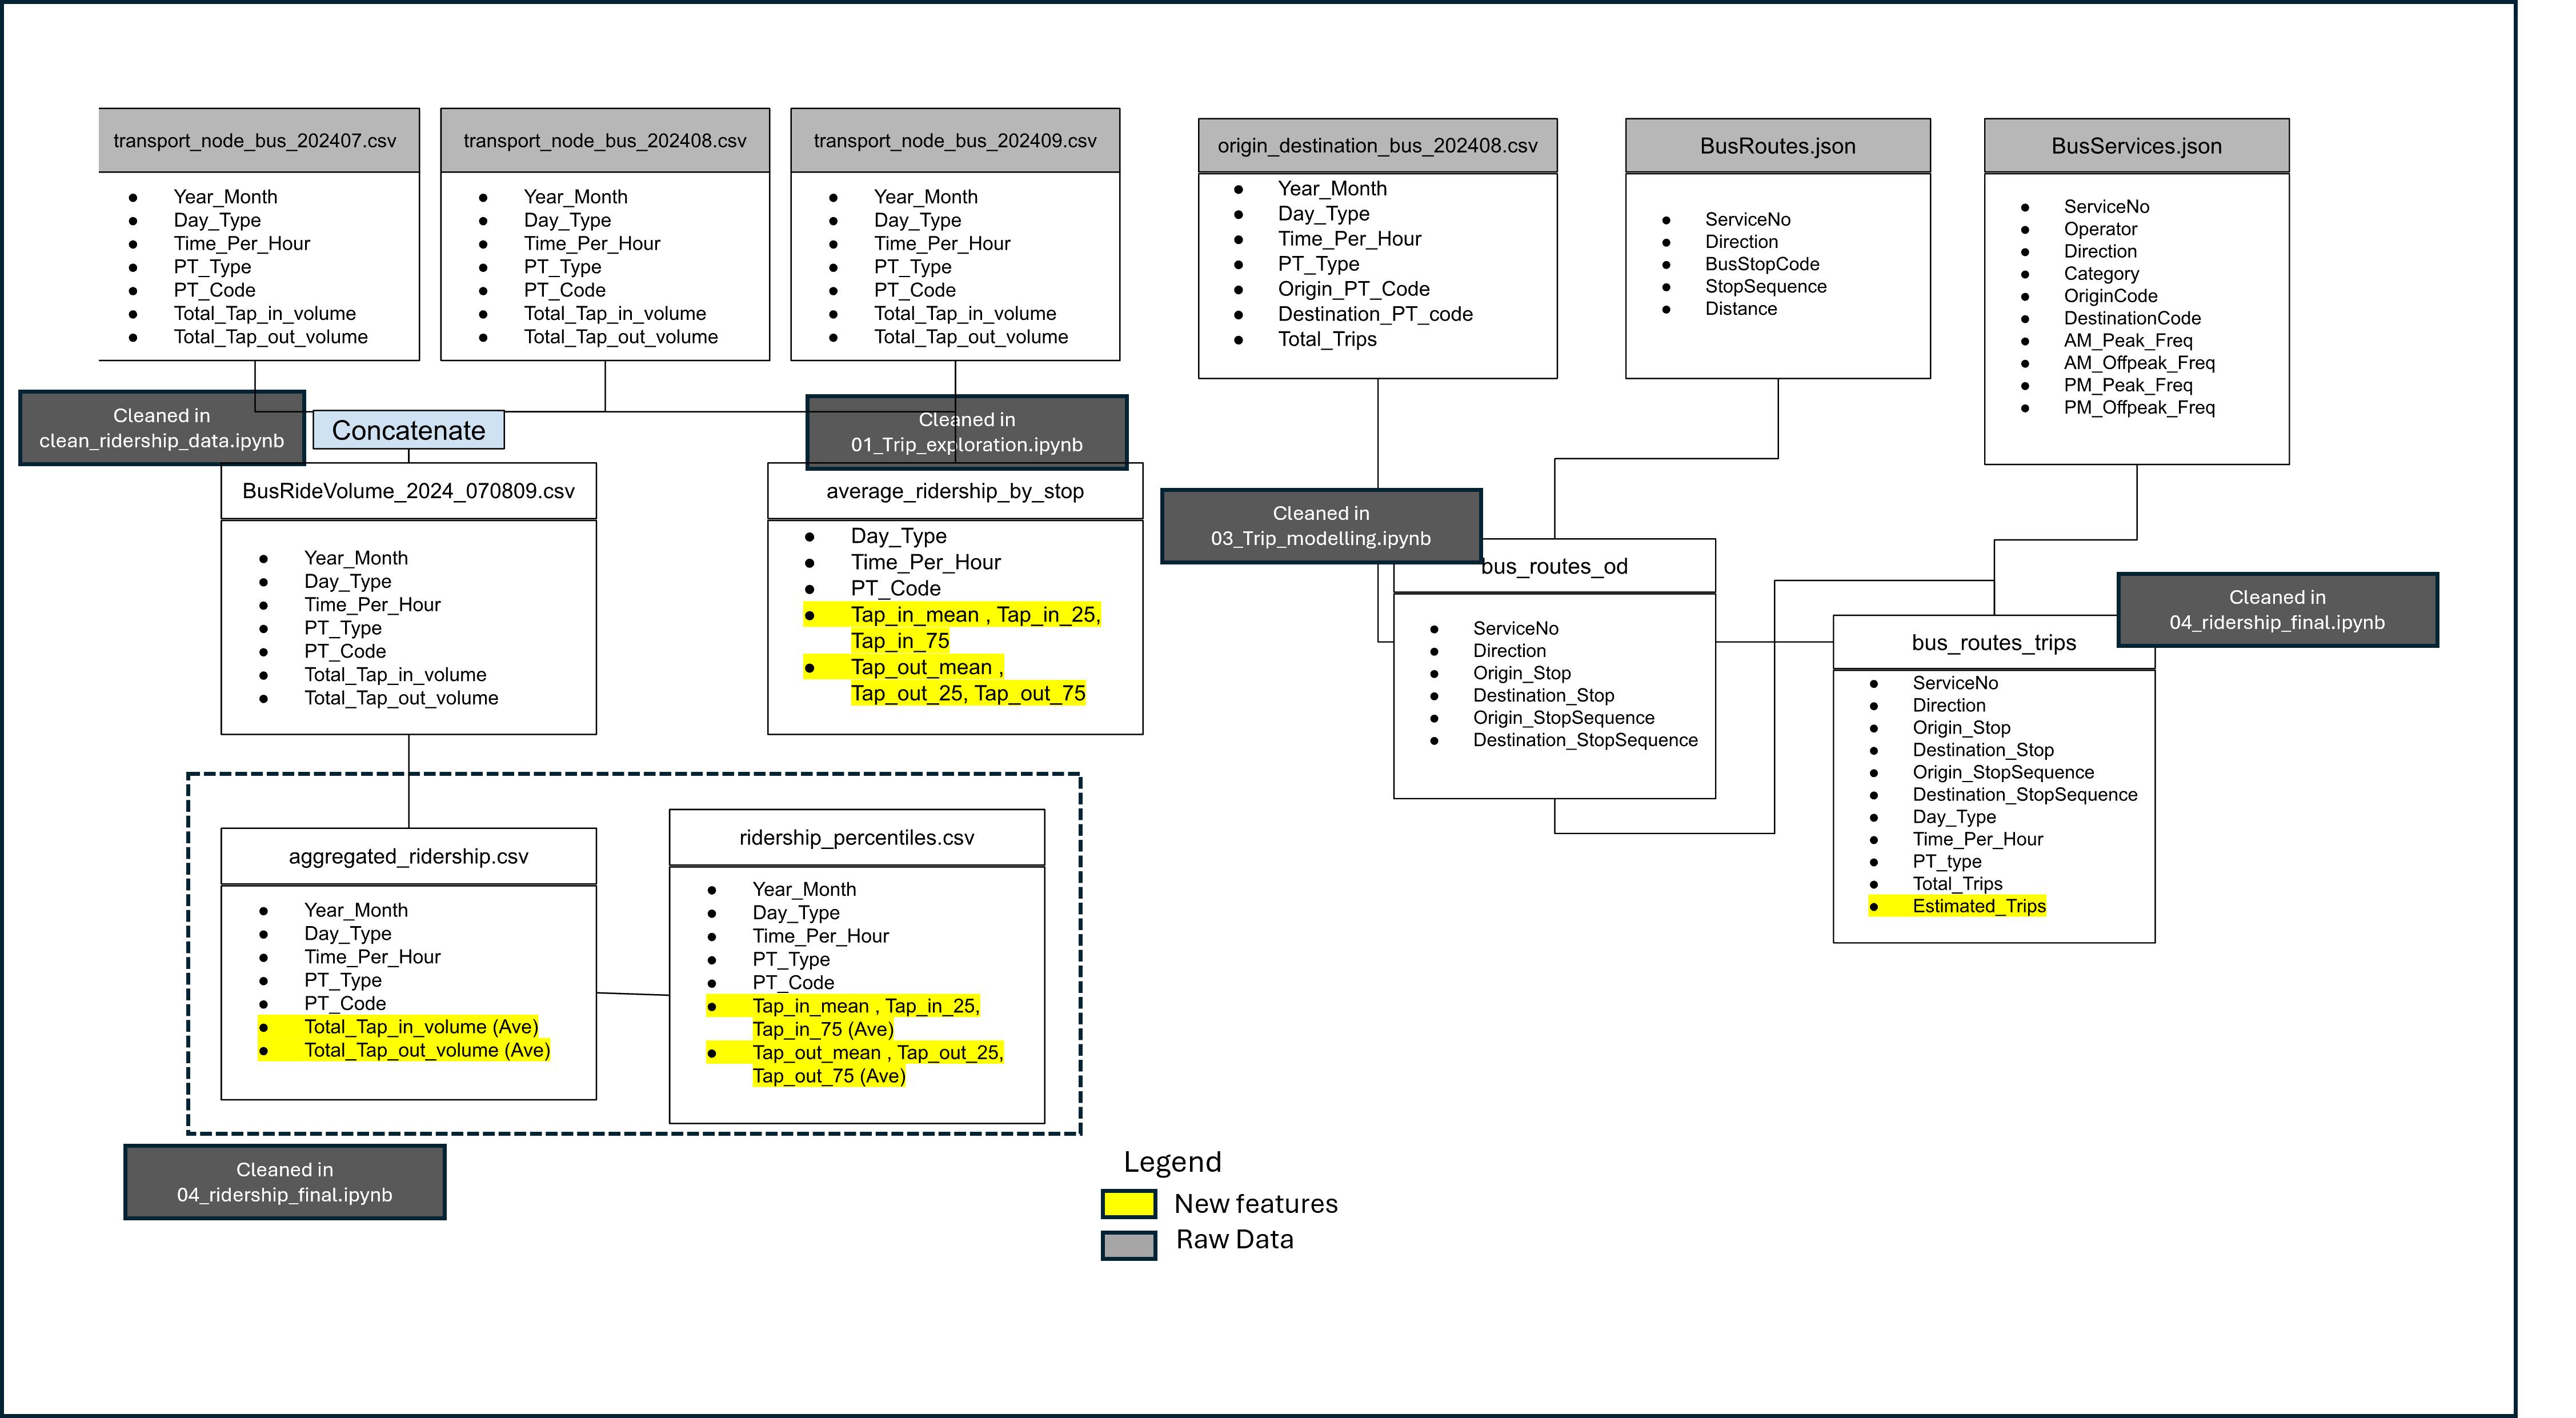 transport_node_bus_202407.csv
Year_Month
Day_Type
Time_Per_Hour
PT_Type
PT_Code
Total_Tap_in_volume
Total_Tap_out_volume
transport_node_bus_202408.csv
Year_Month
Day_Type
Time_Per_Hour
PT_Type
PT_Code
Total_Tap_in_volume
Total_Tap_out_volume
transport_node_bus_202409.csv
Year_Month
Day_Type
Time_Per_Hour
PT_Type
PT_Code
Total_Tap_in_volume
Total_Tap_out_volume
origin_destination_bus_202408.csv
Year_Month
Day_Type
Time_Per_Hour
PT_Type
Origin_PT_Code
Destination_PT_code
Total_Trips
BusRoutes.json
ServiceNo
Direction
BusStopCode
StopSequence
Distance
BusServices.json
ServiceNo
Operator
Direction
Category
OriginCode
DestinationCode
AM_Peak_Freq
AM_Offpeak_Freq
PM_Peak_Freq
PM_Offpeak_Freq
Cleaned in
clean_ridership_data.ipynb
Concatenate
Cleaned in
01_Trip_exploration.ipynb
BusRideVolume_2024_070809.csv
Year_Month
Day_Type
Time_Per_Hour
PT_Type
PT_Code
Total_Tap_in_volume
Total_Tap_out_volume
average_ridership_by_stop
Day_Type
Time_Per_Hour
PT_Code
Tap_in_mean , Tap_in_25,
Tap_in_75
Tap_out_mean ,
Tap_out_25, Tap_out_75
Cleaned in
03_Trip_modelling.ipynb
bus_routes_od
ServiceNo
Direction
Origin_Stop
Destination_Stop
Origin_StopSequence
Destination_StopSequence
Cleaned in
04_ridership_final.ipynb
bus_routes_trips
ServiceNo
Direction
Origin_Stop
Destination_Stop
Origin_StopSequence
Destination_StopSequence
Day_Type
Time_Per_Hour
PT_type
Total_Trips
Estimated_Trips
aggregated_ridership.csv
Year_Month
Day_Type
Time_Per_Hour
PT_Type
PT_Code
Total_Tap_in_volume (Ave)
Total_Tap_out_volume (Ave)
ridership_percentiles.csv
Year_Month
Day_Type
Time_Per_Hour
PT_Type
PT_Code
Tap_in_mean , Tap_in_25,
Tap_in_75 (Ave)
Tap_out_mean , Tap_out_25,
Tap_out_75 (Ave)
Cleaned in
04_ridership_final.ipynb
Legend
New features
Raw Data